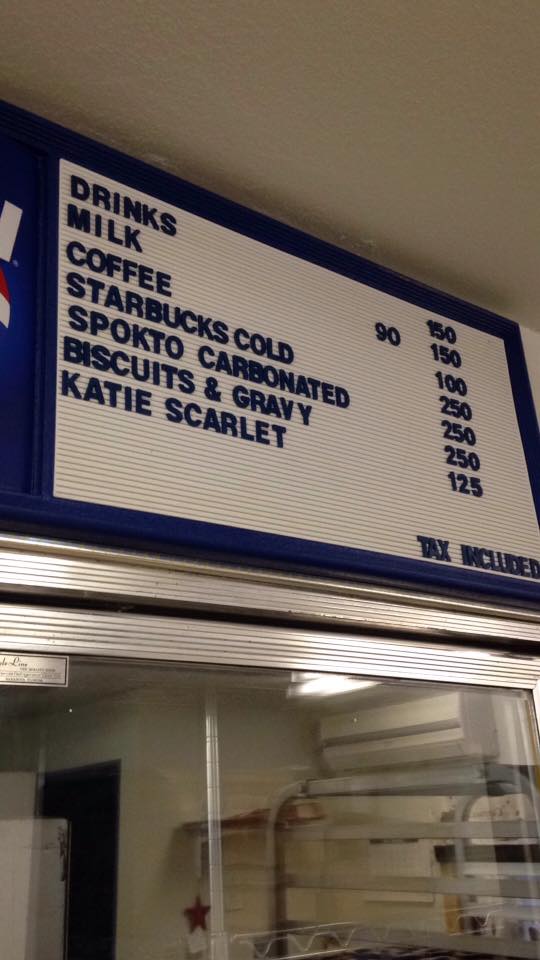 DRINKS 150
MILK 90 150
COFFEE 100
STARBUCKS COLD 250
SPOKTO CARBONATED 250
BISCUITS & GRAVY 250
KATIE SCARLET 125
TAX INCLUDED